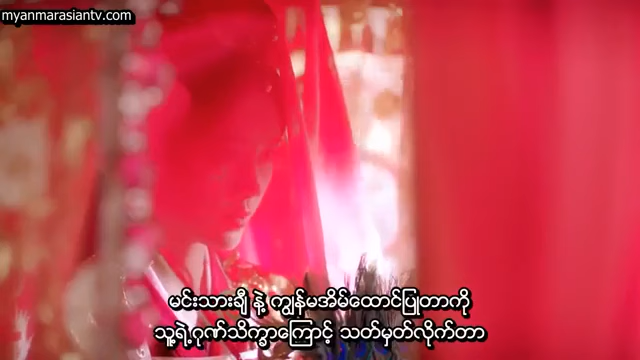 myanmarasiantv.com
မင်းသားချီ နဲ့ ကျွန်မအိမ်ထောင်ပြုတာကို
သူ့ရဲ့ဂုဏ်သိက္ခာကြောင့် သတ်မှတ်လိုက်တာ